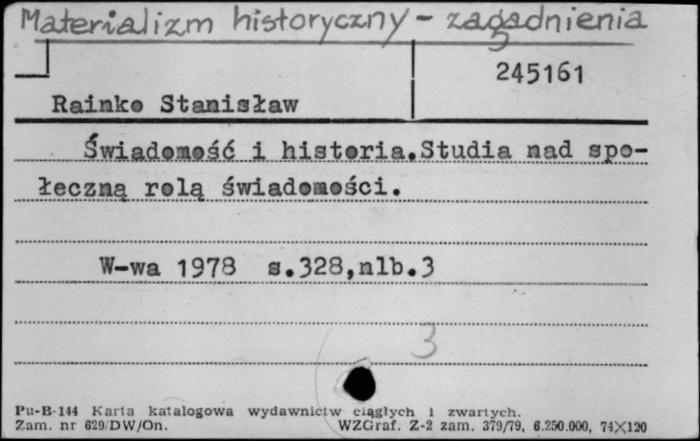 Materializm historyczny - zagadnienia
245161
Rainko Stanisław
Świadomość i historia.Studia nad spo-
łeczną rolą świadomości.
W-wa 1978 s.328,nlb.3
3
Pu-B-144 Karta katalogowa wydawnictw ciągłych i zwartych.
Zam. nr 629/DW/On. WZGraf. Z-2 zam. 379/79, 6.250.000, 74×120